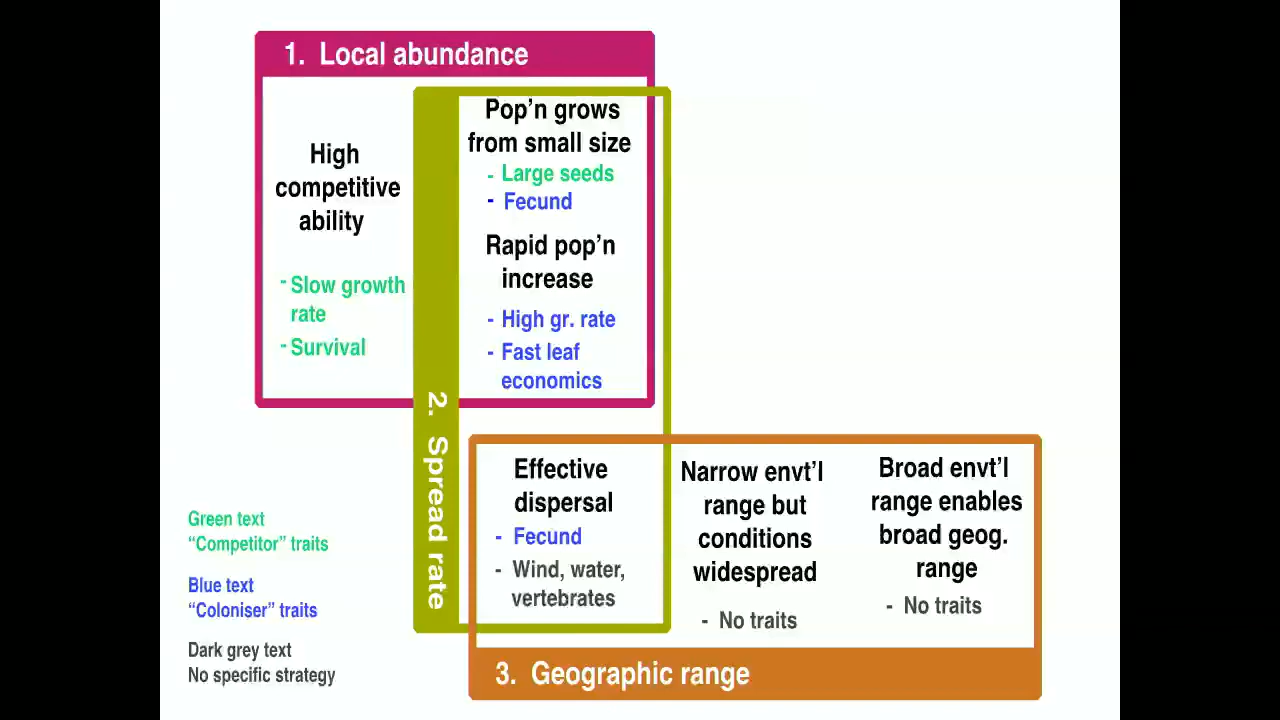 1. Local abundance
High
competitive
ability
- Slow growth
rate
- Survival
2. Spread rate
Pop’n grows
from small size
- Large seeds
- Fecund
Rapid pop’n
increase
- High gr. rate
- Fast leaf
economics
Effective
dispersal
- Fecund
- Wind, water,
vertebrates
Narrow envt’l
range but
conditions
widespread
- No traits
Broad envt’l
range enables
broad geog.
range
- No traits
3. Geographic range
Green text
“Competitor” traits
Blue text
“Coloniser” traits
Dark grey text
No specific strategy